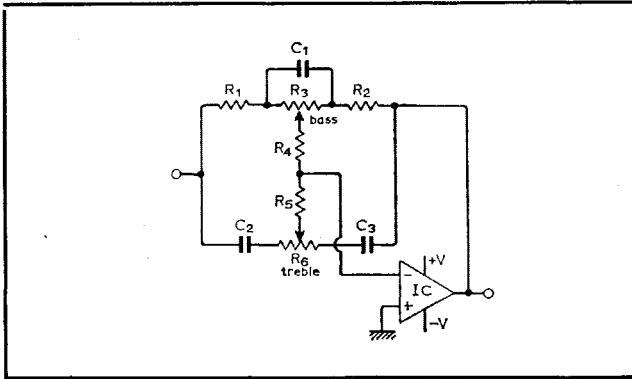 C1
R1
R3
R2
bass
R4
R5
C2
C3
R6
treble
+V
−
IC
+
−V